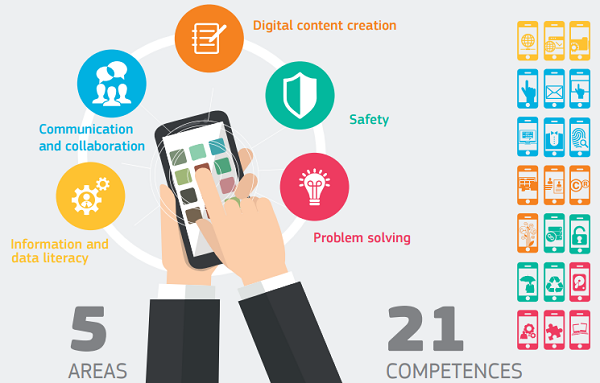 Digital content creation
Communication
and collaboration
Safety
Information and
data literacy
Problem solving
5
AREAS
21
COMPETENCES